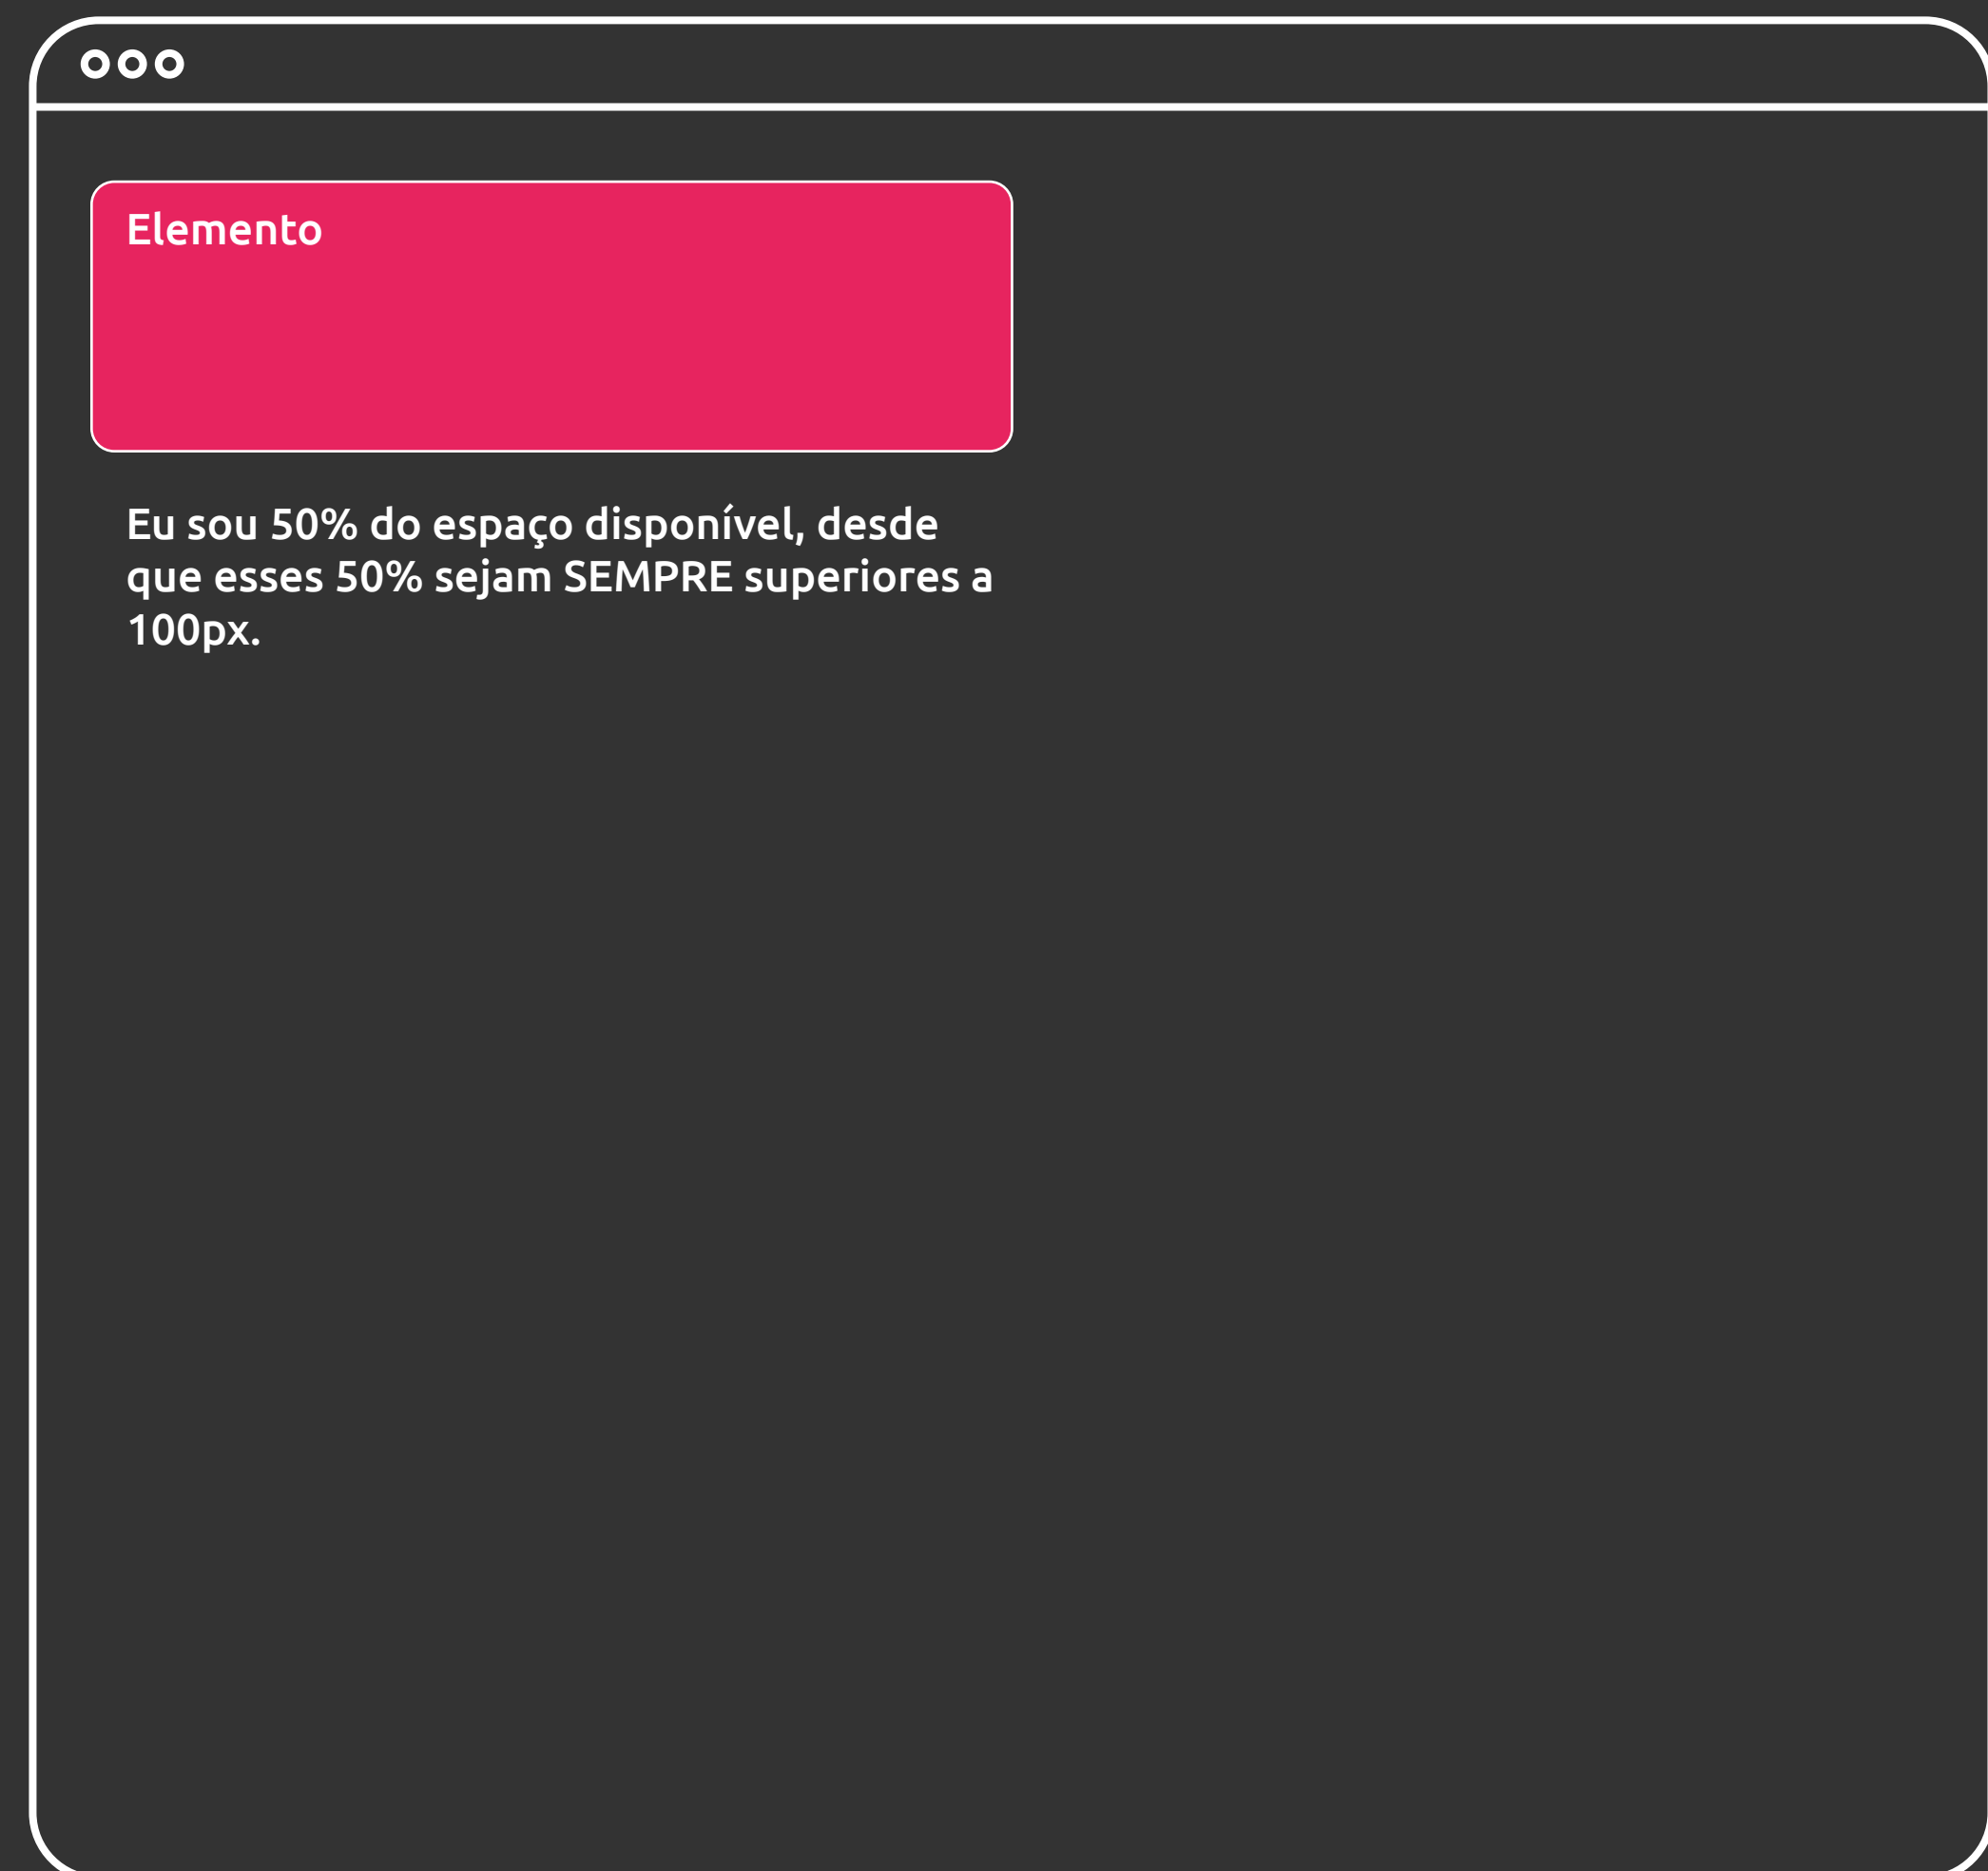 Elemento
Eu sou 50% do espaço disponível, desde
que esses 50% sejam SEMPRE superiores a
100px.